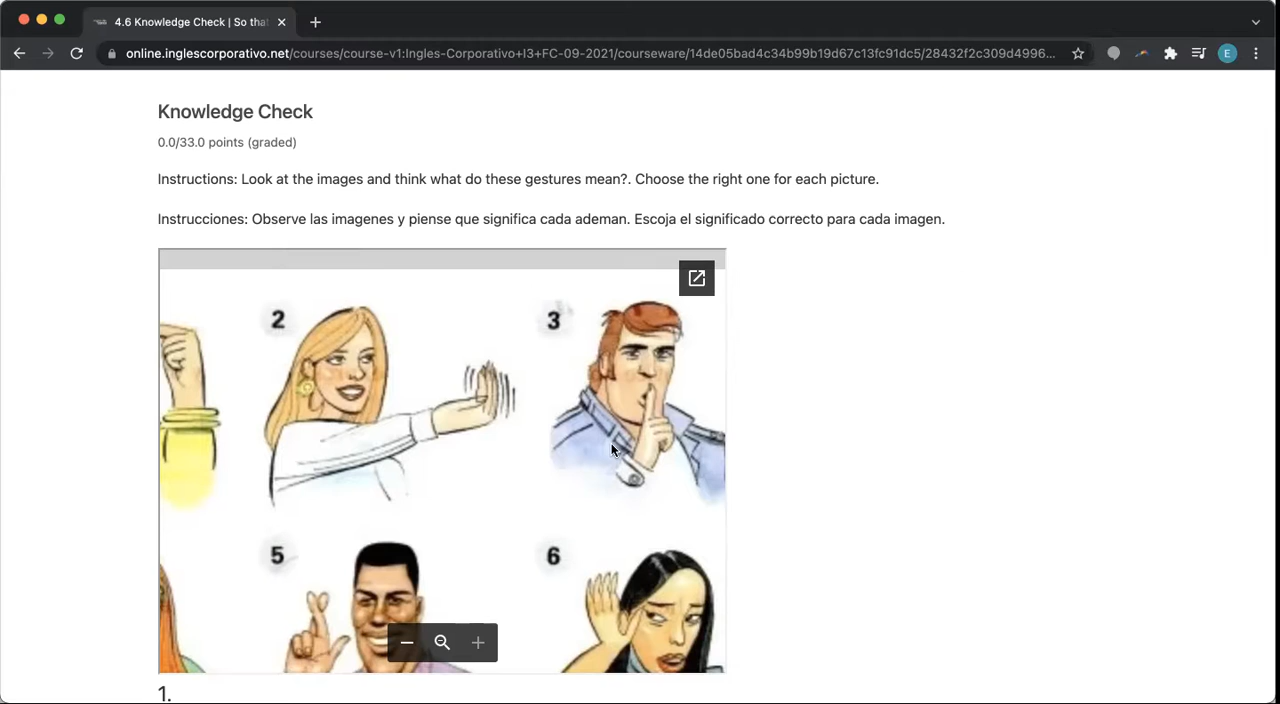 4.6 Knowledge Check | So tha
online.inglescorporativo.net/courses/course-v1:Ingles-Corporativo+I3+FC-09-2021/courseware/14de05bad4c34b99b19d67c13fc91dc5/28432f2c309d4996...
E
Knowledge Check
0.0/33.0 points (graded)
Instructions: Look at the images and think what do these gestures mean?. Choose the right one for each picture.
Instrucciones: Observe las imagenes y piense que significa cada ademan. Escoja el significado correcto para cada imagen.
2
3
5
6
1.